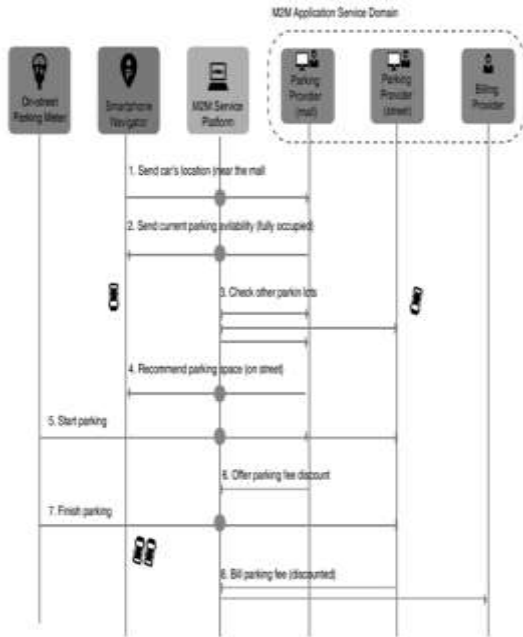 M2M Application Service Domain
On-street
Parking Meter
Smartphone
Navigator
M2M Service
Platform
Parking
Provider
(mall)
Parking
Provider
(street)
Billing
Provider
1. Send car's location (near the mall
2. Send current parking avilability (fully occupied)
3. Check other parkin lots
4. Recommend parking space (on street)
5. Start parking
6. Offer parking fee discount
7. Finish parking
8. Bill parking fee (discounted)